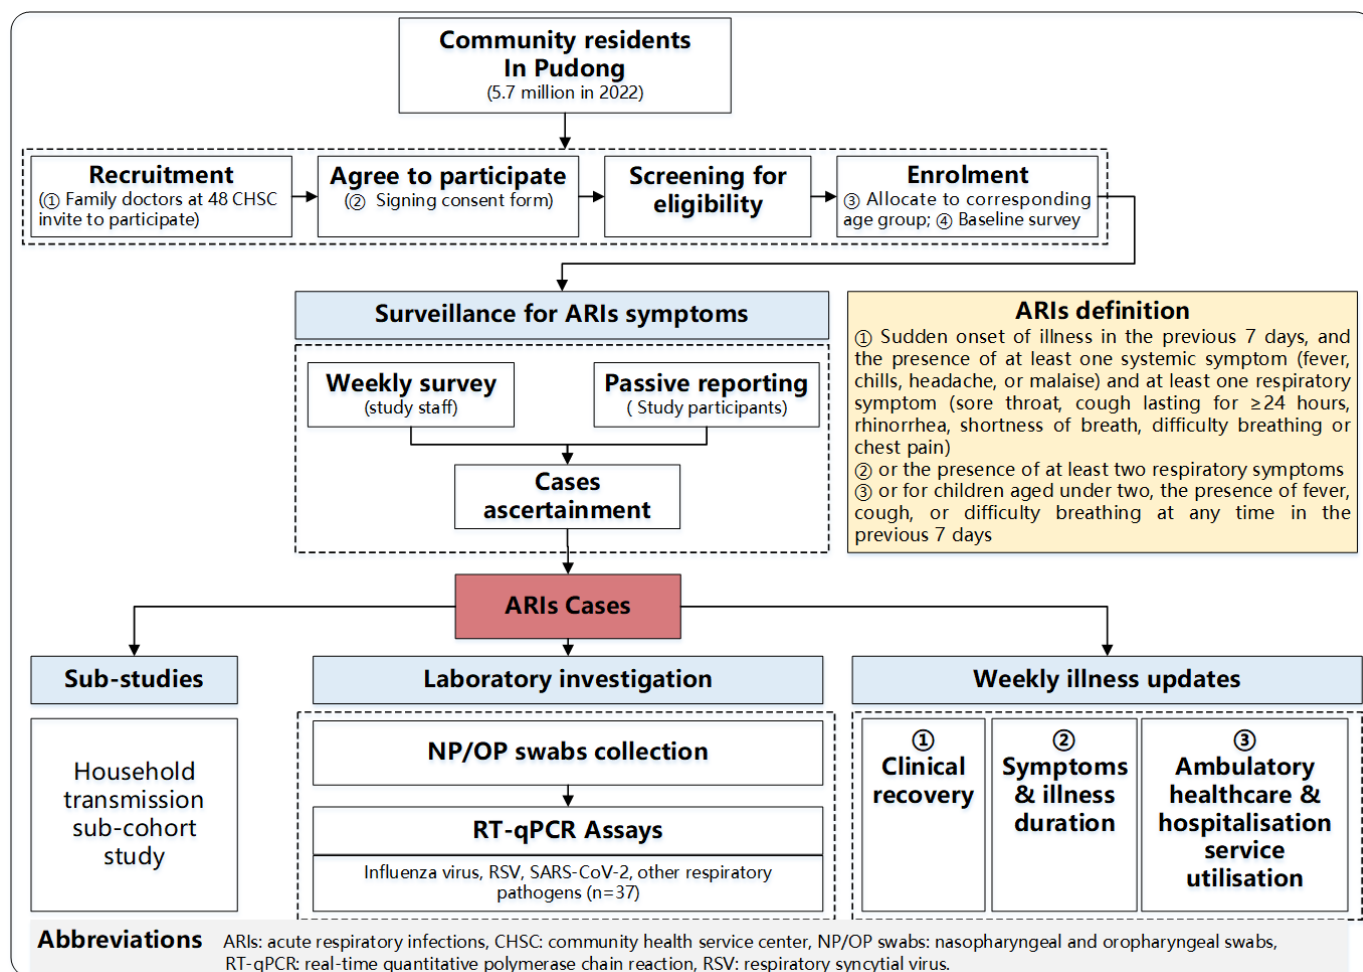 Community residents
In Pudong
(5.7 million in 2022)
Recruitment
(① Family doctors at 48 CHSC
invite to participate)
Agree to participate
(② Signing consent form)
Screening for
eligibility
Enrolment
③ Allocate to corresponding
age group; ④ Baseline survey
Surveillance for ARIs symptoms
Weekly survey
(study staff)
Passive reporting
( Study participants)
Cases
ascertainment
ARIs definition
① Sudden onset of illness in the previous 7 days, and
the presence of at least one systemic symptom (fever,
chills, headache, or malaise) and at least one respiratory
symptom (sore throat, cough lasting for ≥24 hours,
rhinorrhea, shortness of breath, difficulty breathing or
chest pain)
② or the presence of at least two respiratory symptoms
③ or for children aged under two, the presence of fever,
cough, or difficulty breathing at any time in the
previous 7 days
ARIs Cases
Sub-studies
Household
transmission
sub-cohort
study
Laboratory investigation
NP/OP swabs collection
RT-qPCR Assays
Influenza virus, RSV, SARS-CoV-2, other respiratory
pathogens (n=37)
Weekly illness updates
①
Clinical
recovery
②
Symptoms
& illness
duration
③
Ambulatory
healthcare &
hospitalisation
service
utilisation
Abbreviations ARIs: acute respiratory infections, CHSC: community health service center, NP/OP swabs: nasopharyngeal and oropharyngeal swabs,
RT-qPCR: real-time quantitative polymerase chain reaction, RSV: respiratory syncytial virus.